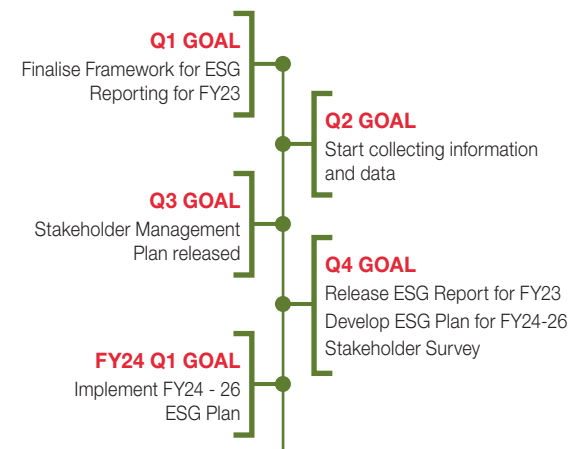 Q1 GOAL
Finalise Framework for ESG
Reporting for FY23
Q2 GOAL
Start collecting information
and data
Q3 GOAL
Stakeholder Management
Plan released
Q4 GOAL
Release ESG Report for FY23
Develop ESG Plan for FY24-26
Stakeholder Survey
FY24 Q1 GOAL
Implement FY24 - 26
ESG Plan